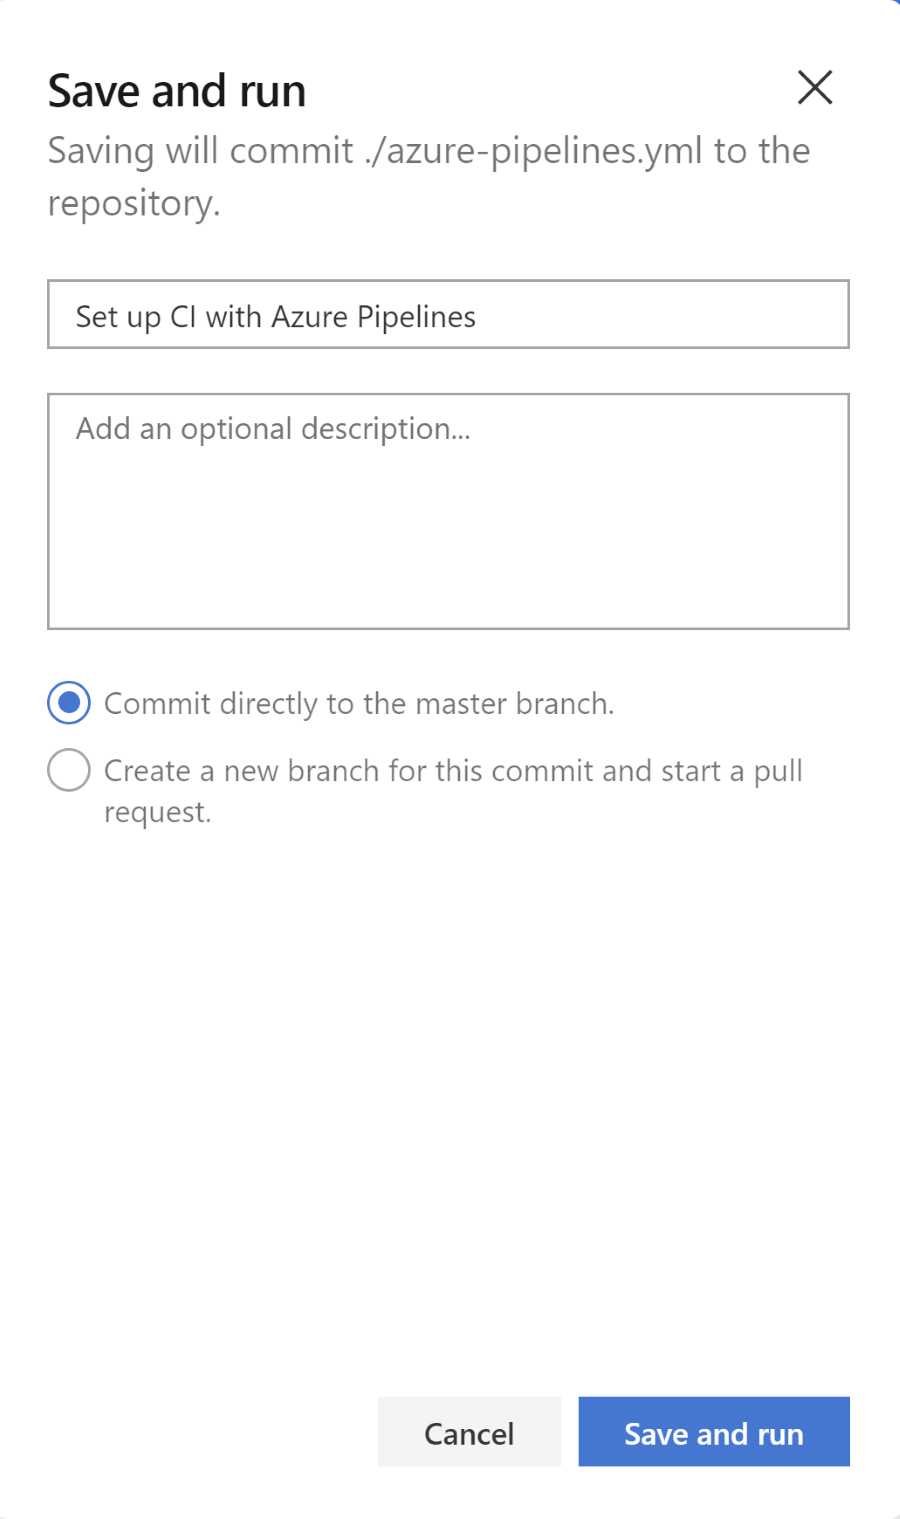 Save and run
Saving will commit ./azure-pipelines.yml to the
repository.
Set up CI with Azure Pipelines
Add an optional description...
Commit directly to the master branch.
Create a new branch for this commit and start a pull
request.
Cancel
Save and run